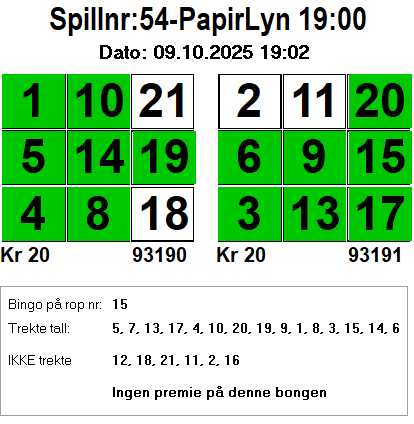 Spillnr:54-PapirLyn 19:00
Dato: 09.10.2025 19:02
1 10 21 2 11 20
5 14 19 6 9 15
4 8 18 3 13 17
Kr 20 93190 Kr 20 93191
Bingo på rop nr: 15
Trekte tall: 5, 7, 13, 17, 4, 10, 20, 19, 9, 1, 8, 3, 15, 14, 6
IKKE trekte 12, 18, 21, 11, 2, 16
Ingen premie på denne bongen